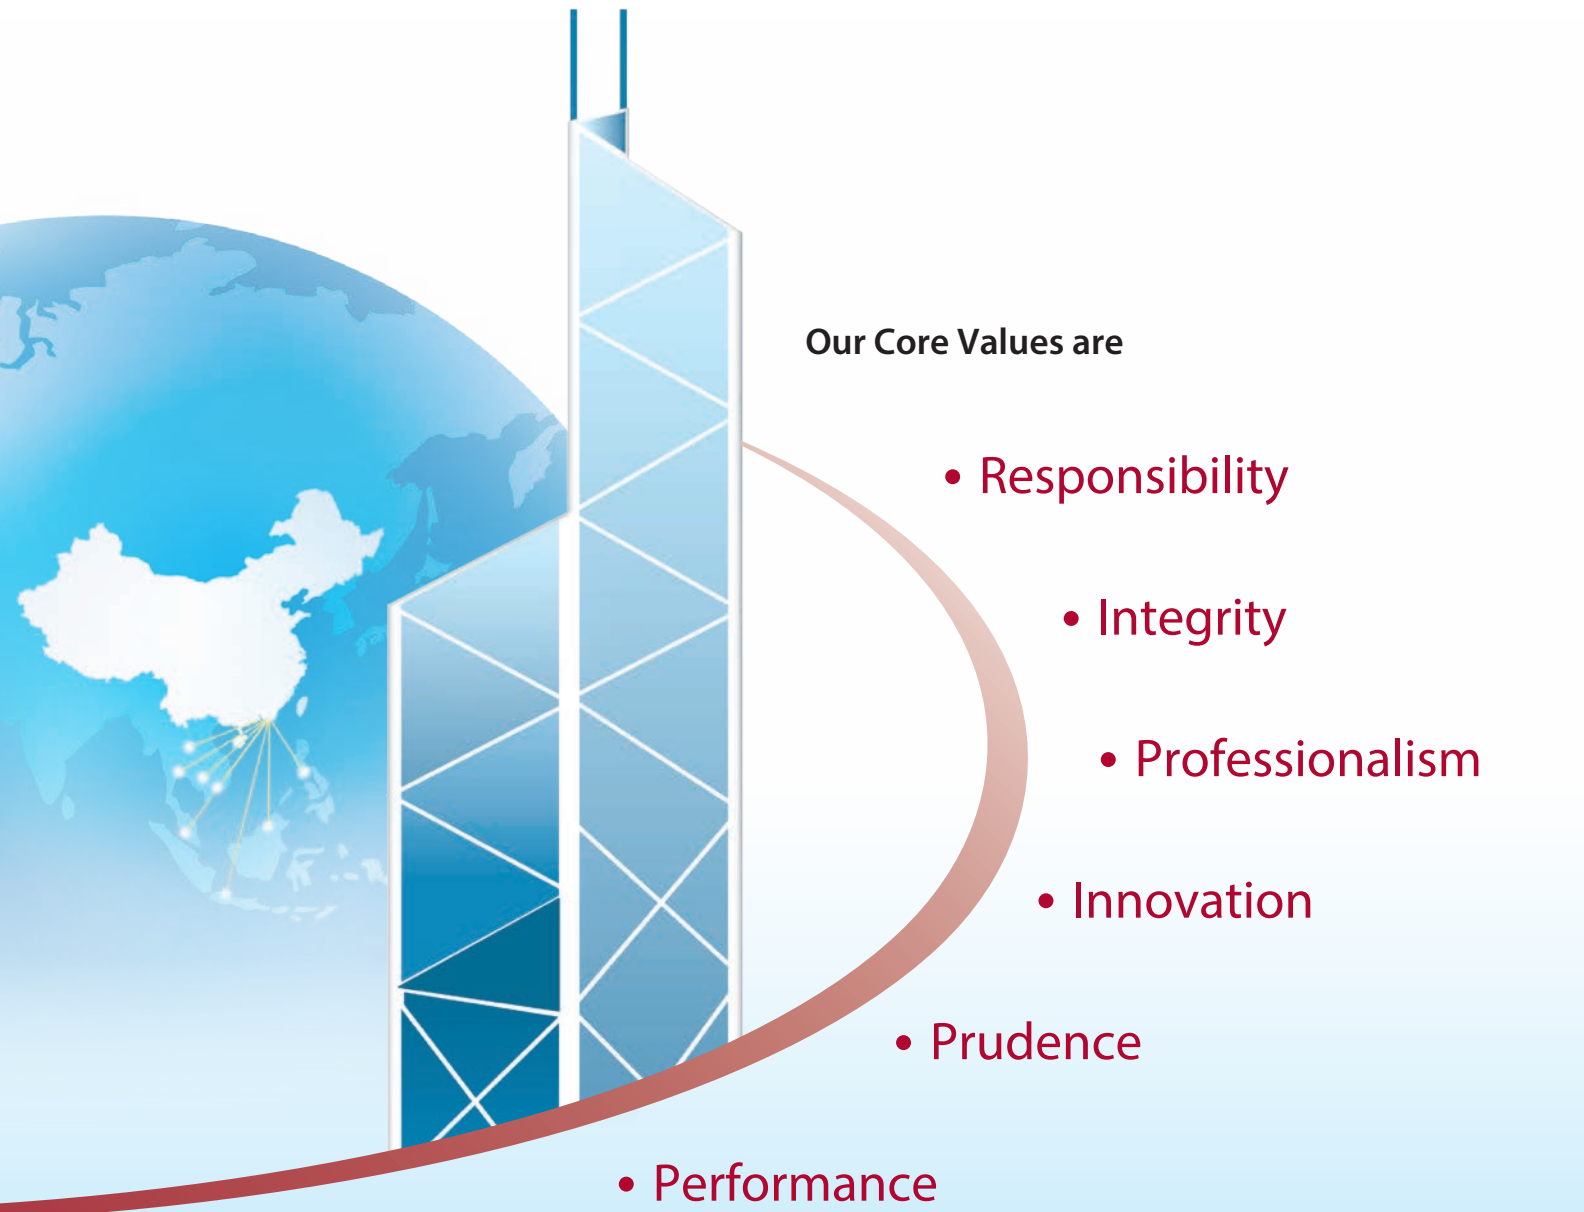 Our Core Values are
• Responsibility
• Integrity
• Professionalism
• Innovation
• Prudence
• Performance